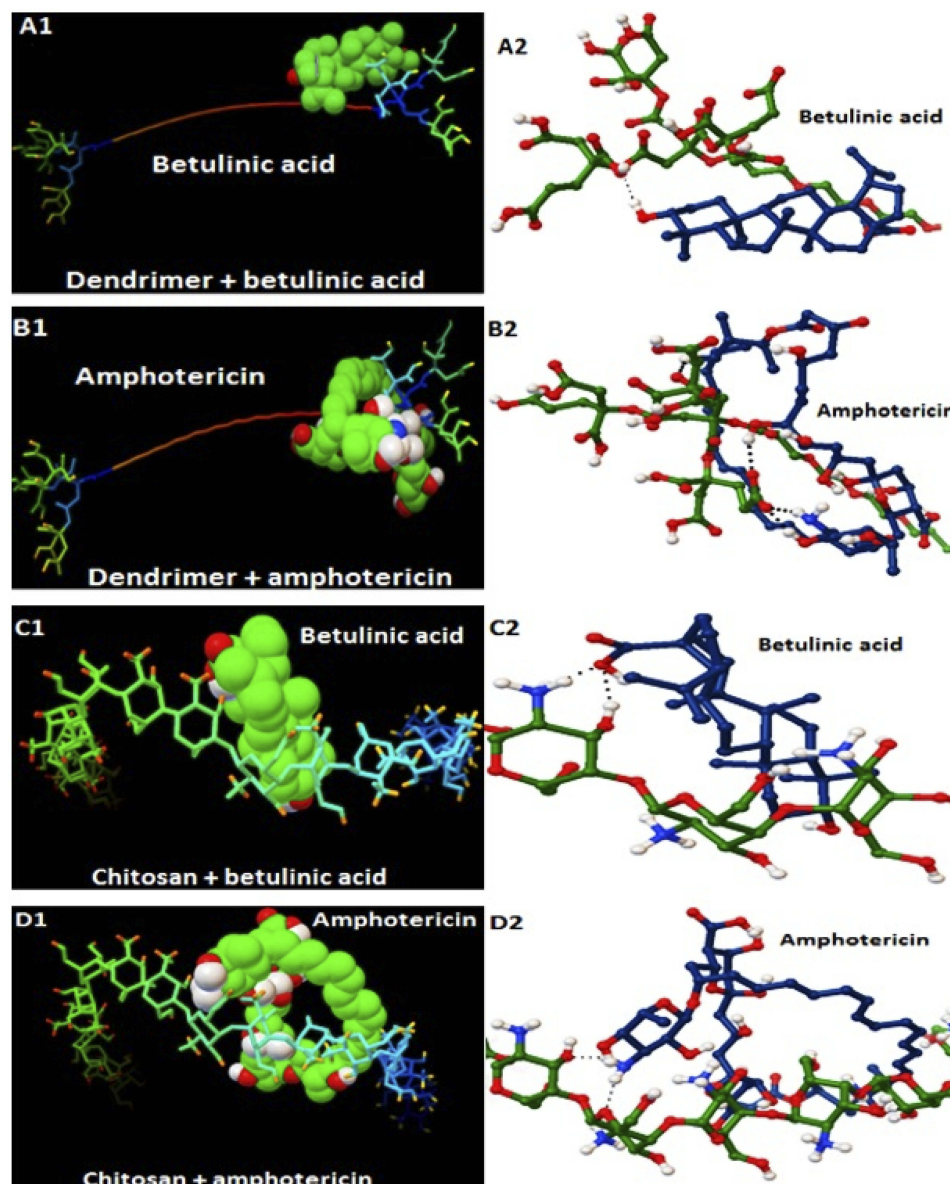 A1
Betulinic acid
Dendrimer + betulinic acid
A2
Betulinic acid
B1
Amphotericin
Dendrimer + amphotericin
B2
Amphotericin
C1
Betulinic acid
Chitosan + betulinic acid
C2
Betulinic acid
D1
Amphotericin
Chitosan + amphotericin
D2
Amphotericin